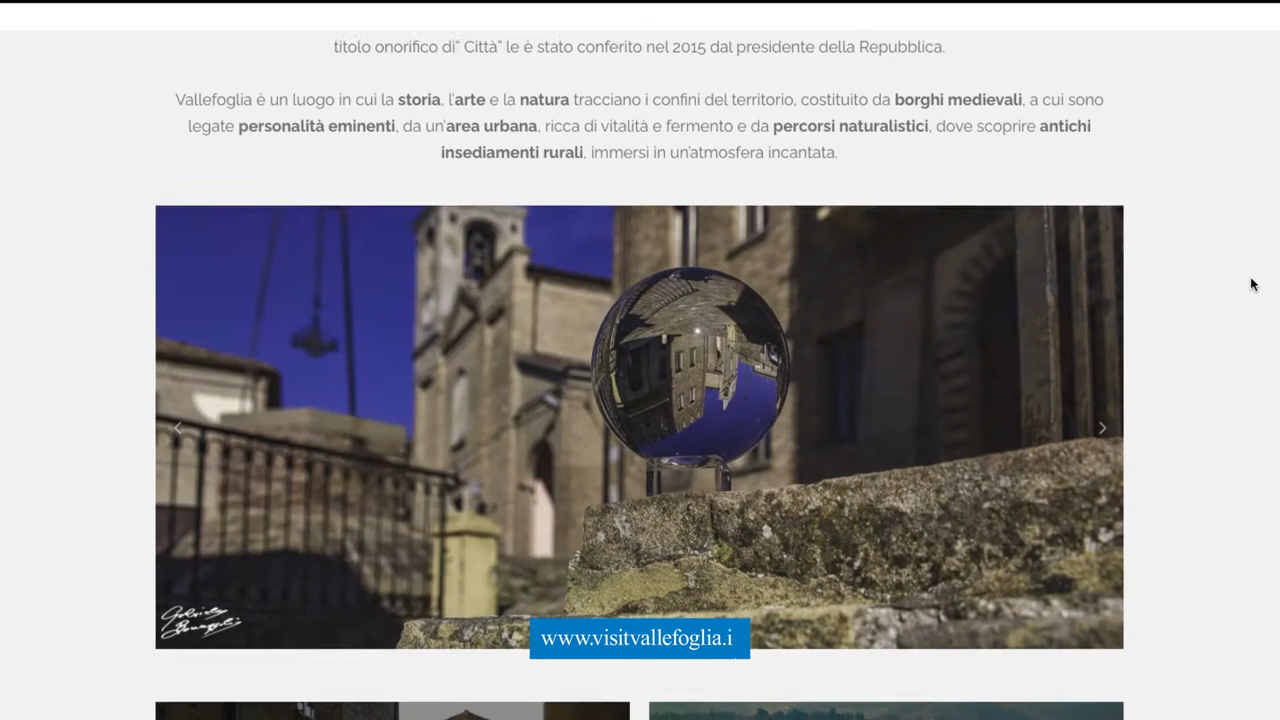 titolo onorifico di" Città" le è stato conferito nel 2015 dal presidente della Repubblica.
Vallefoglia è un luogo in cui la storia, l'arte e la natura tracciano i confini del territorio, costituito da borghi medievali, a cui sono
legate personalità eminenti, da un'area urbana, ricca di vitalità e fermento e da percorsi naturalistici, dove scoprire antichi
insediamenti rurali, immersi in un'atmosfera incantata.
www.visitvallefoglia.i